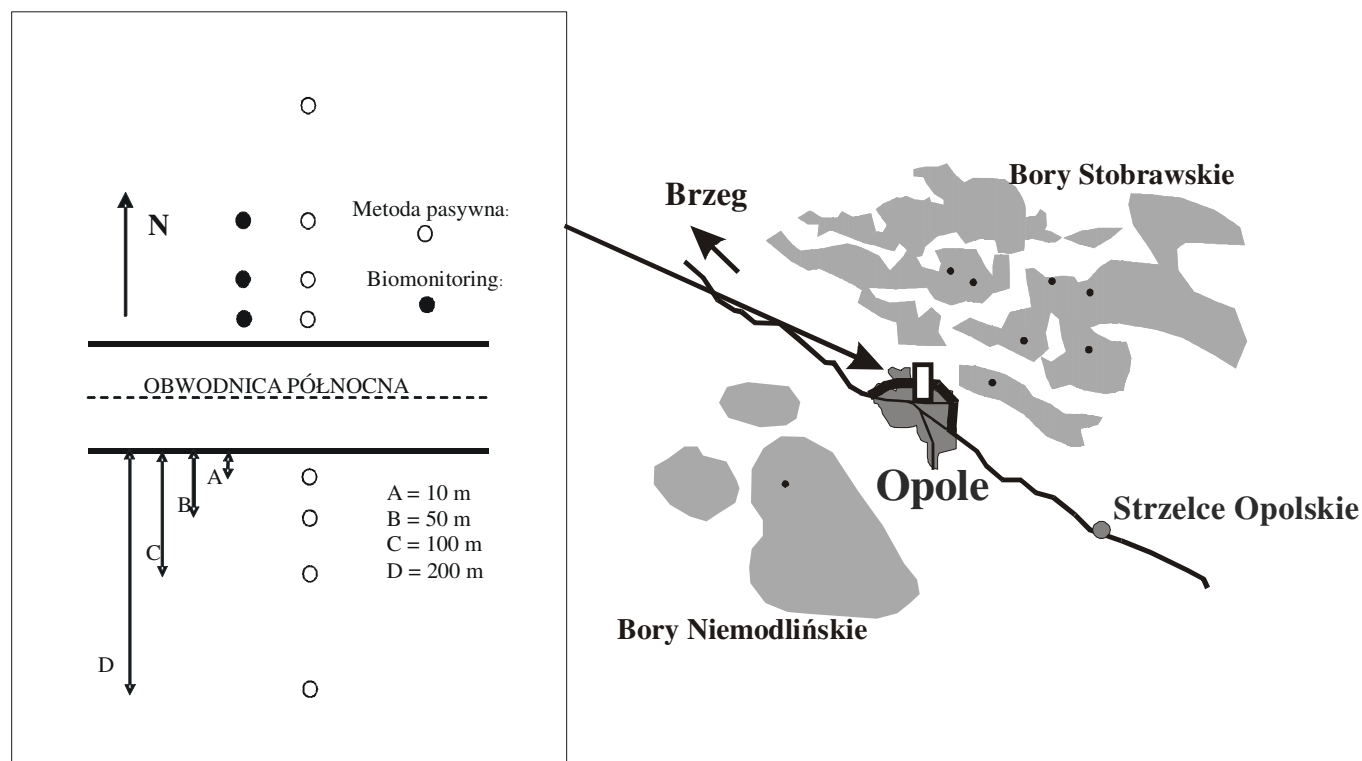 N
Metoda pasywna:
Biomonitoring:
OBWODNICA PÓŁNOCNA
A
B
C
D
A = 10 m
B = 50 m
C = 100 m
D = 200 m
Bory Stobrawskie
Brzeg
Opole
Strzelce Opolskie
Bory Niemodlińskie